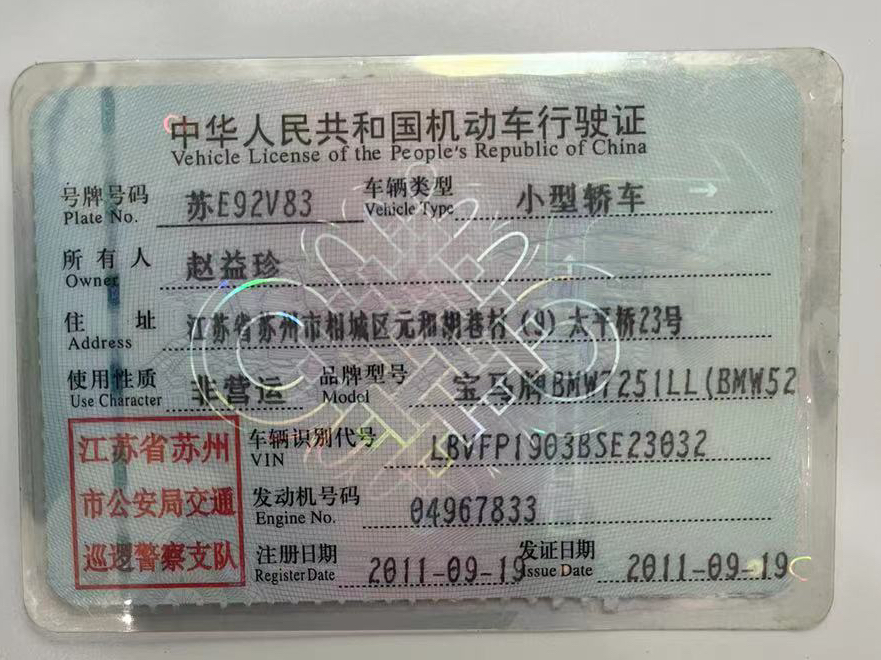 中华人民共和国机动车行驶证
Vehicle License of the People's Republic of China
号牌号码 Plate No. 苏E92V83 车辆类型 Vehicle Type 小型轿车
所有人 Owner 赵益珍
住址 Address 江苏省苏州市相城区元和湖巷村(9)太平桥23号
使用性质 Use Character 非营运 品牌型号 Model 宝马牌BMW7251LL(BMW52
江苏省苏州
市公安局交通
巡逻警察支队
车辆识别代号 VIN LBVFP1903BSE23032
发动机号码 Engine No. 04967833
注册日期 Register Date 2011-09-19 发证日期 Issue Date 2011-09-19